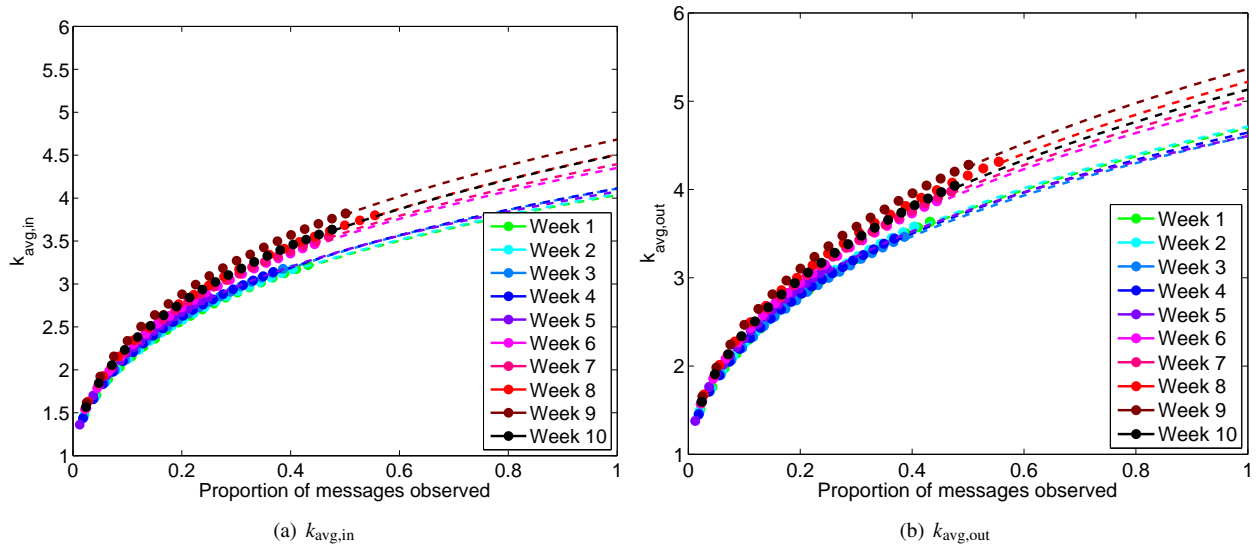 6
5.5
5
4.5
4
3.5
3
2.5
2
1.5
1
k_avg,in
0 0.2 0.4 0.6 0.8 1
Proportion of messages observed
Week 1
Week 2
Week 3
Week 4
Week 5
Week 6
Week 7
Week 8
Week 9
Week 10
(a) k_avg,in
6
5
4
3
2
1
k_avg,out
0 0.2 0.4 0.6 0.8 1
Proportion of messages observed
Week 1
Week 2
Week 3
Week 4
Week 5
Week 6
Week 7
Week 8
Week 9
Week 10
(b) k_avg,out